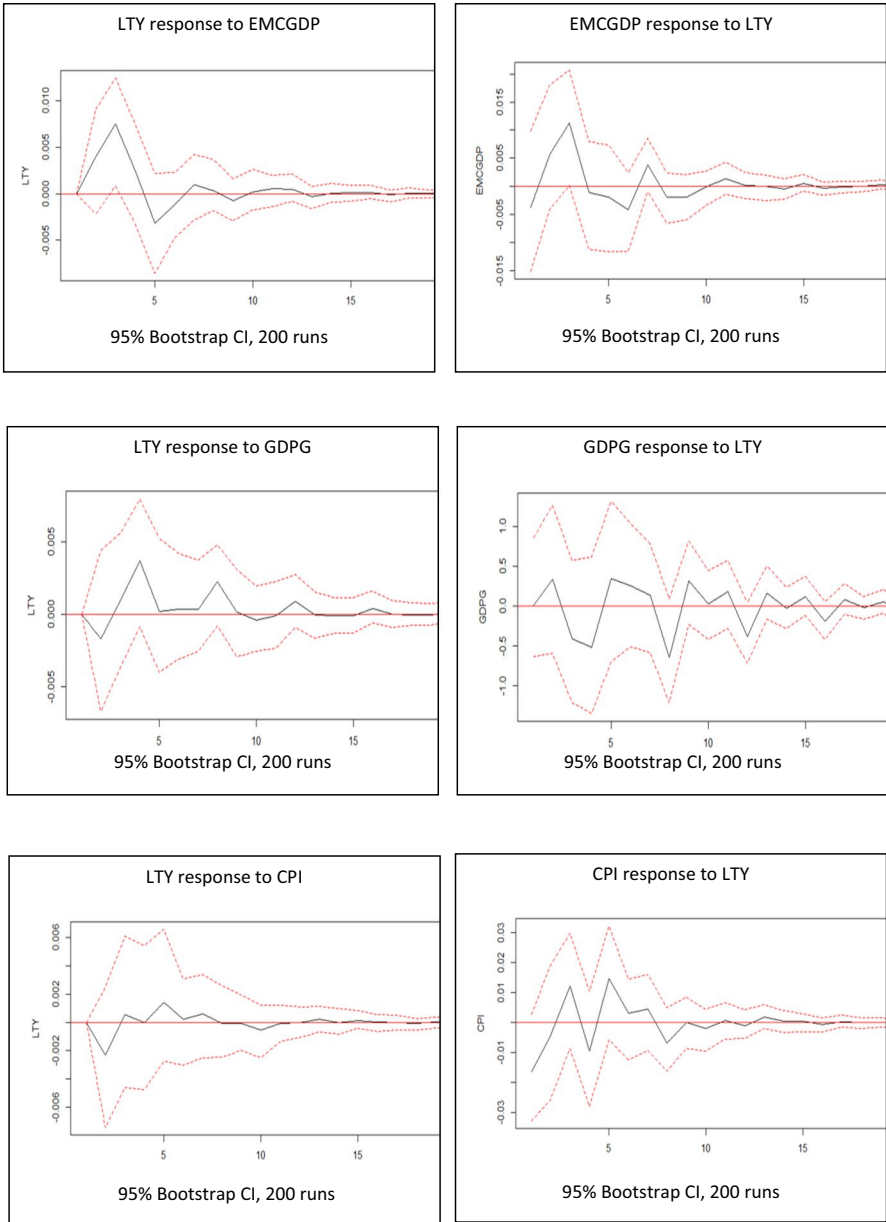 LTY response to EMCGDP
LTY
0.010
0.005
0.000
-0.005
5
10
15
95% Bootstrap CI, 200 runs
EMCGDP response to LTY
EMCGDP
0.015
0.005
-0.005
-0.015
5
10
15
95% Bootstrap CI, 200 runs
LTY response to GDPG
LTY
0.005
0.000
-0.005
5
10
15
95% Bootstrap CI, 200 runs
GDPG response to LTY
GDPG
1.0
0.5
0.0
-0.5
-1.0
5
10
15
95% Bootstrap CI, 200 runs
LTY response to CPI
LTY
0.006
0.002
-0.002
-0.006
5
10
15
95% Bootstrap CI, 200 runs
CPI response to LTY
CPI
0.03
0.01
-0.01
-0.03
5
10
15
95% Bootstrap CI, 200 runs